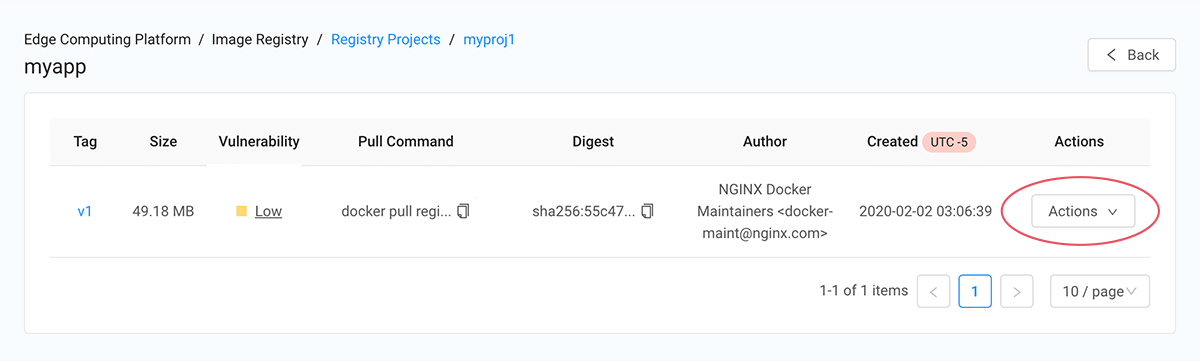 Edge Computing Platform / Image Registry / Registry Projects / myproj1
myapp
Back
Tag Size Vulnerability Pull Command Digest Author Created UTC -5 Actions
v1 49.18 MB Low docker pull regi... sha256:55c47... NGINX Docker
Maintainers <docker-
maint@nginx.com> 2020-02-02 03:06:39 Actions
1-1 of 1 items < 1 > 10 / page